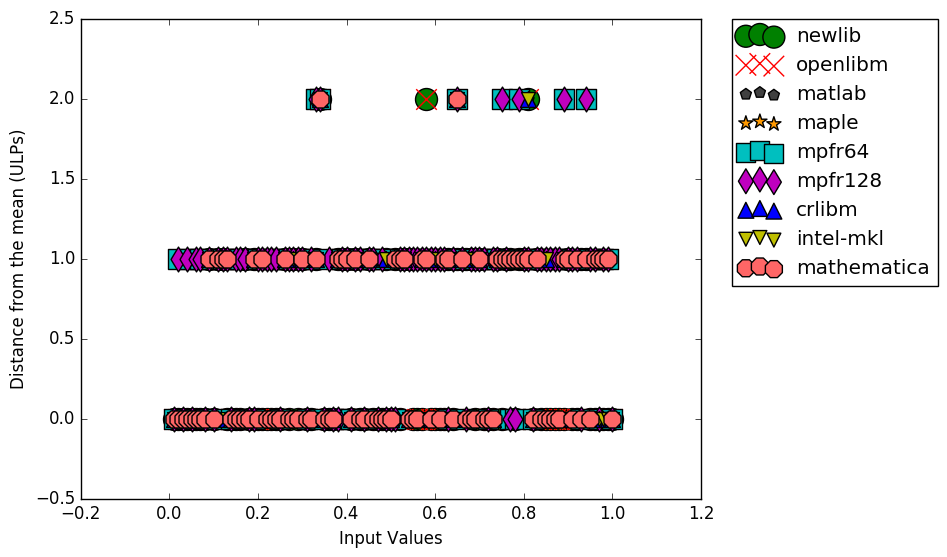 2.5
2.0
1.5
1.0
0.5
0.0
−0.5
−0.2
0.0
0.2
0.4
0.6
0.8
1.0
1.2
Distance from the mean (ULPs)
Input Values
newlib
openlibm
matlab
maple
mpfr64
mpfr128
crlibm
intel-mkl
mathematica